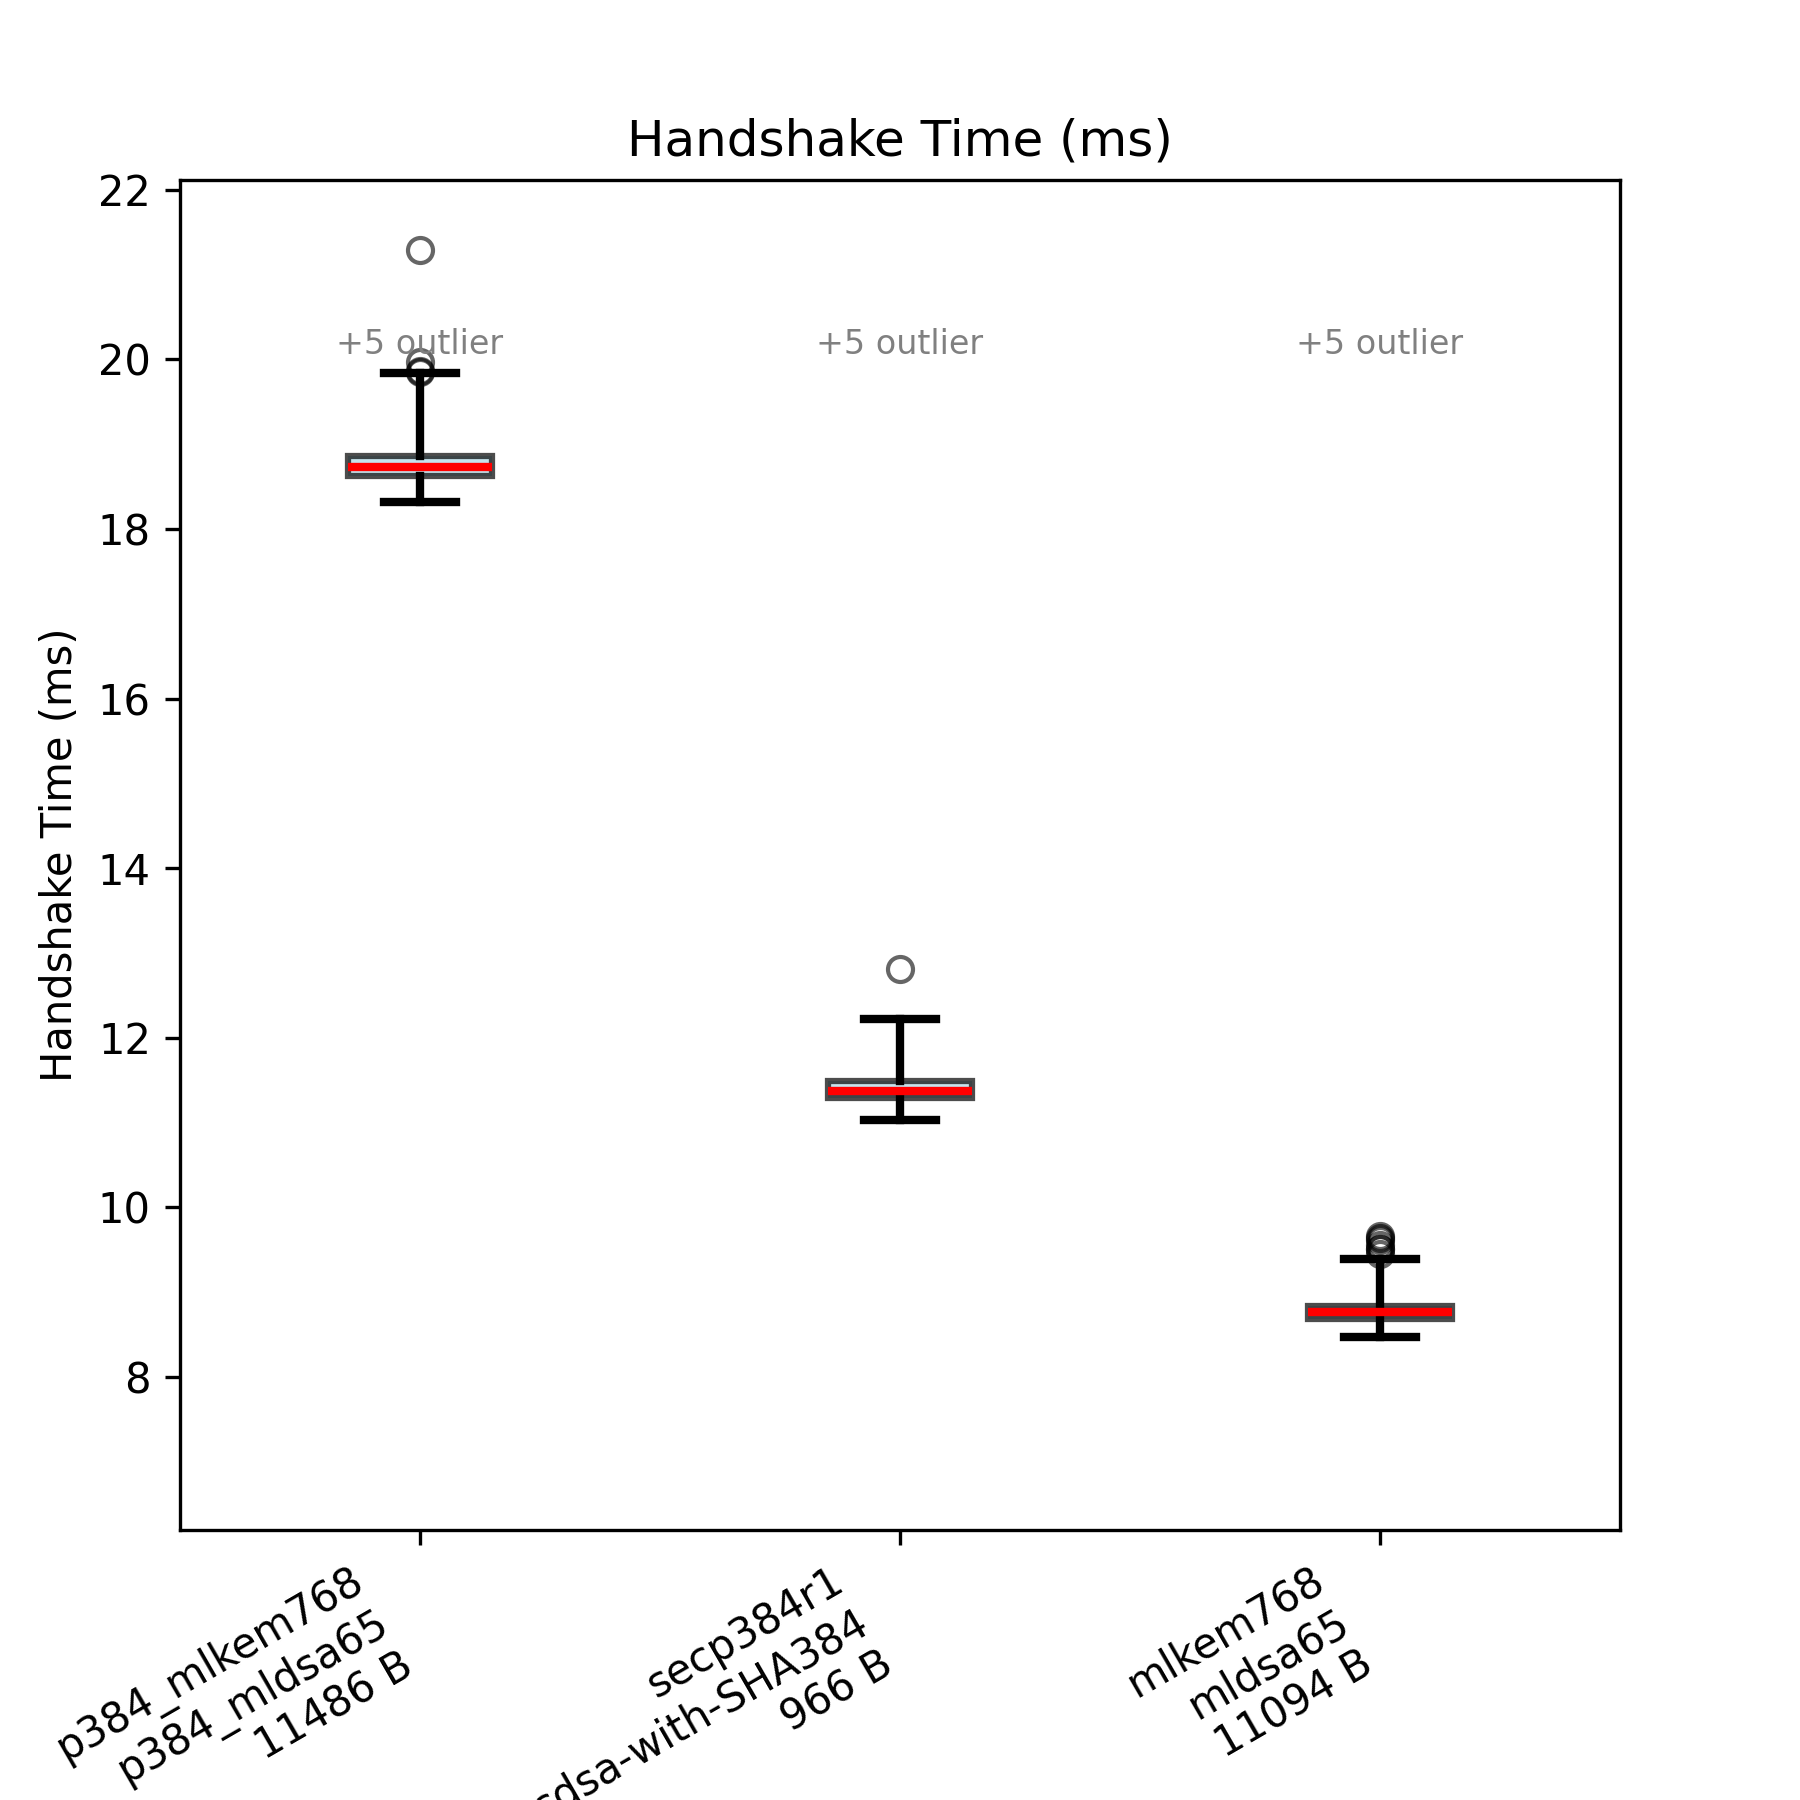 Handshake Time (ms)
22
20
18
16
14
12
10
8
Handshake Time (ms)
+5 outlier
+5 outlier
+5 outlier
p384_mlkem768
p384_mldsa65
11486 B
secp384r1
966 B
mlkem768
mldsa65
11094 B